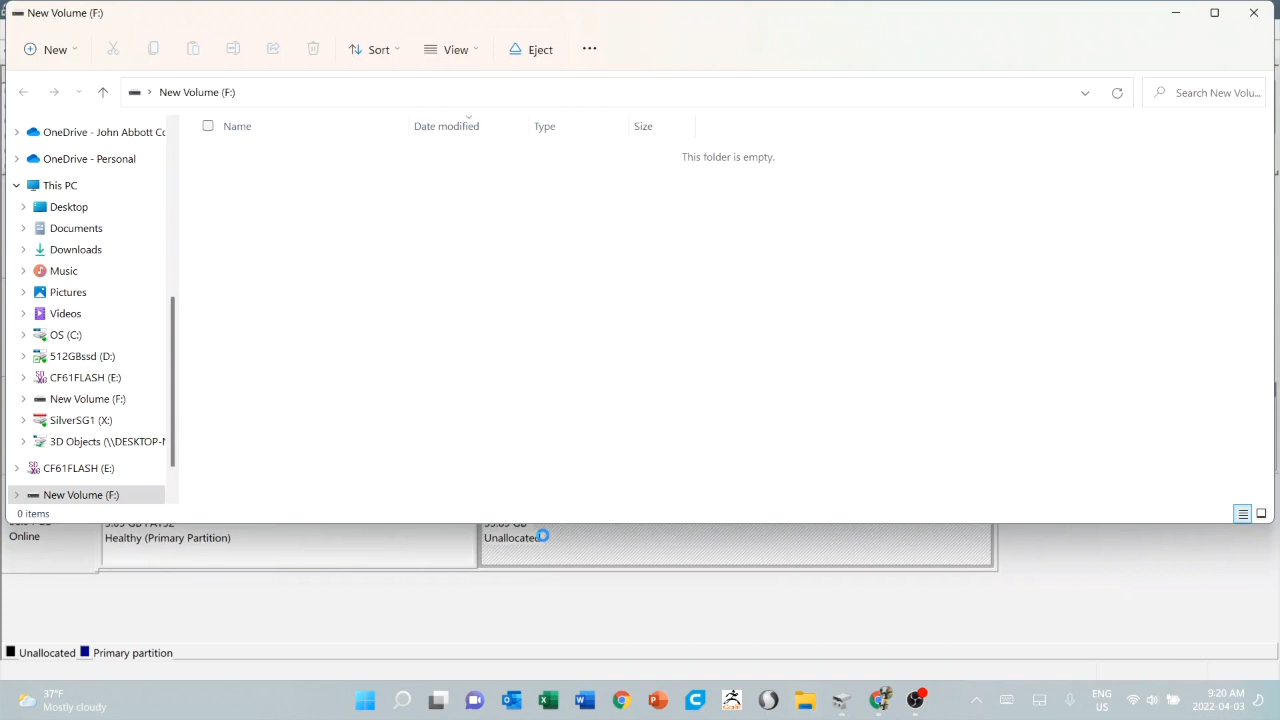 New Volume (F:)
New
Sort
View
Eject
New Volume (F:)
Search New Volu...
Name
Date modified
Type
Size
This folder is empty.
OneDrive - John Abbott Co
OneDrive - Personal
This PC
Desktop
Documents
Downloads
Music
Pictures
Videos
OS (C:)
512GBssd (D:)
CF61FLASH (E:)
New Volume (F:)
SilverSG1 (X:)
3D Objects (\\DESKTOP-N
CF61FLASH (E:)
New Volume (F:)
0 items
Online
Healthy (Primary Partition)
Unallocated
Unallocated
Primary partition
37°F
Mostly cloudy
ENG
US
9:20 AM
2022-04-03